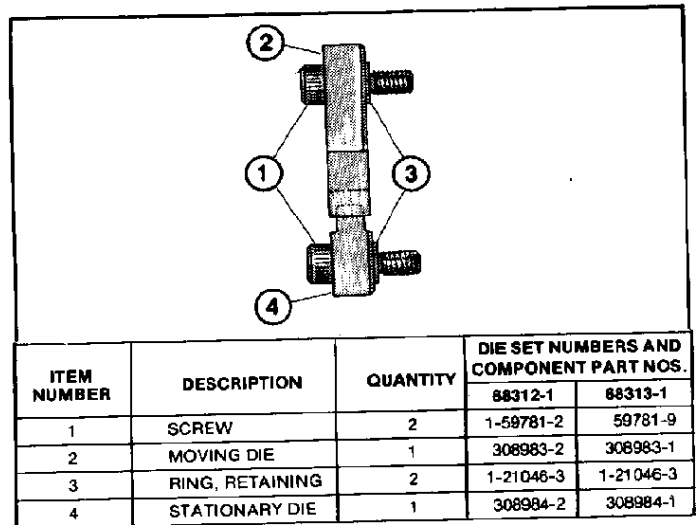 2
1
3
4
ITEM NUMBER DESCRIPTION QUANTITY DIE SET NUMBERS AND COMPONENT PART NOS.
68312-1 68313-1
1 SCREW 2 1-59781-2 59781-9
2 MOVING DIE 1 308983-2 308983-1
3 RING, RETAINING 2 1-21046-3 1-21046-3
4 STATIONARY DIE 1 308984-2 308984-1